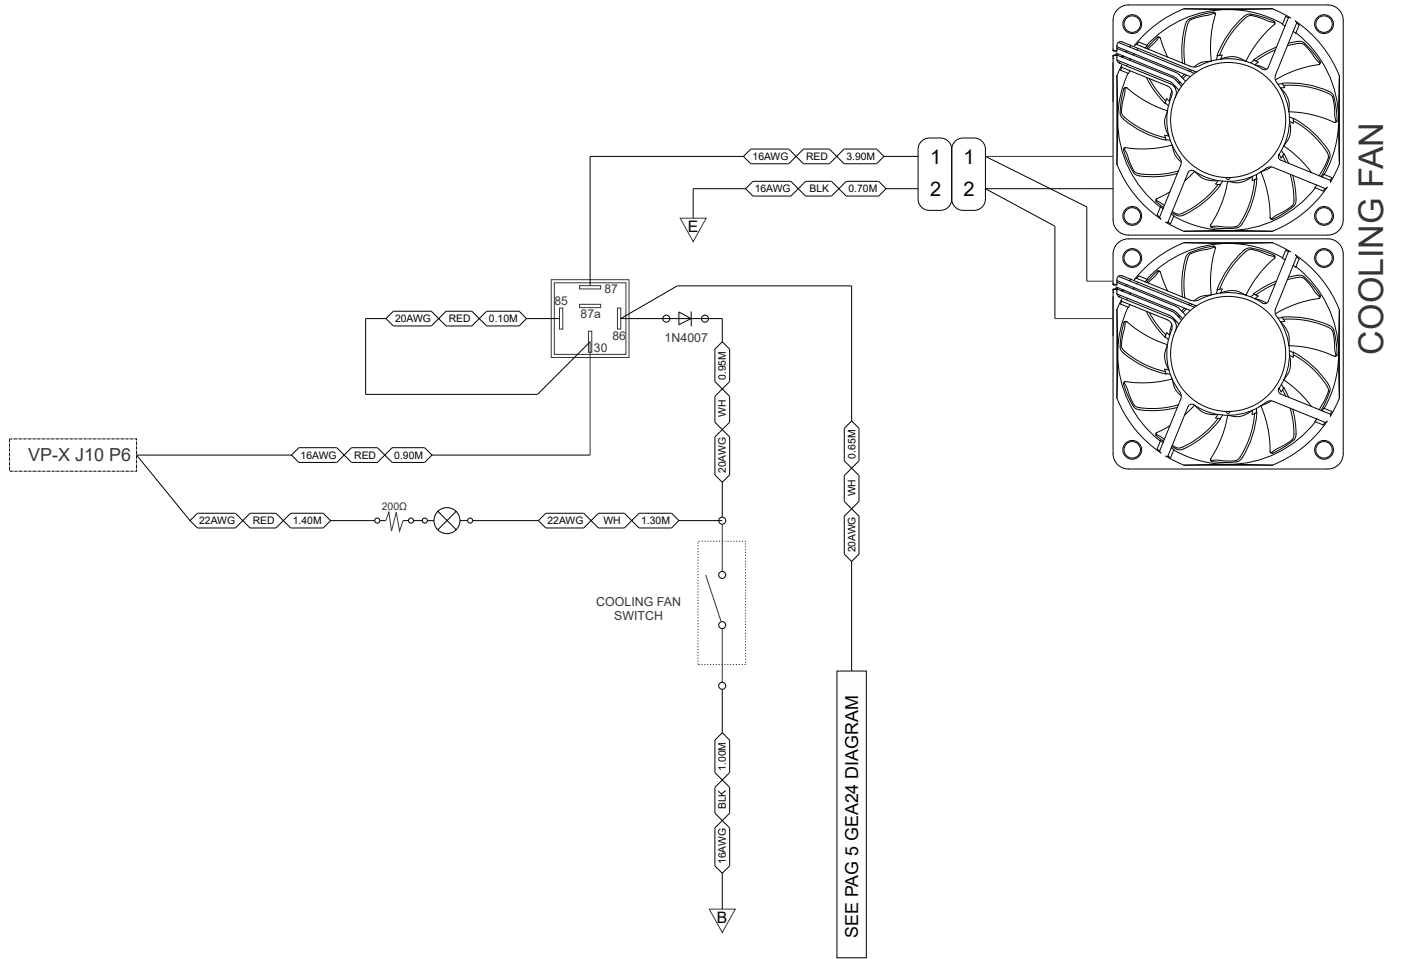 16AWG RED 3.90M
1 1
16AWG BLK 0.70M
2 2
E
COOLING FAN
87
85
87a
86
30
20AWG RED 0.10M
1N4007
20AWG WH 0.95M
20AWG WH 0.65M
VP-X J10 P6
16AWG RED 0.90M
200Ω
22AWG RED 1.40M
22AWG WH 1.30M
COOLING FAN
SWITCH
16AWG BLK 1.00M
B
SEE PAG 5 GEA24 DIAGRAM